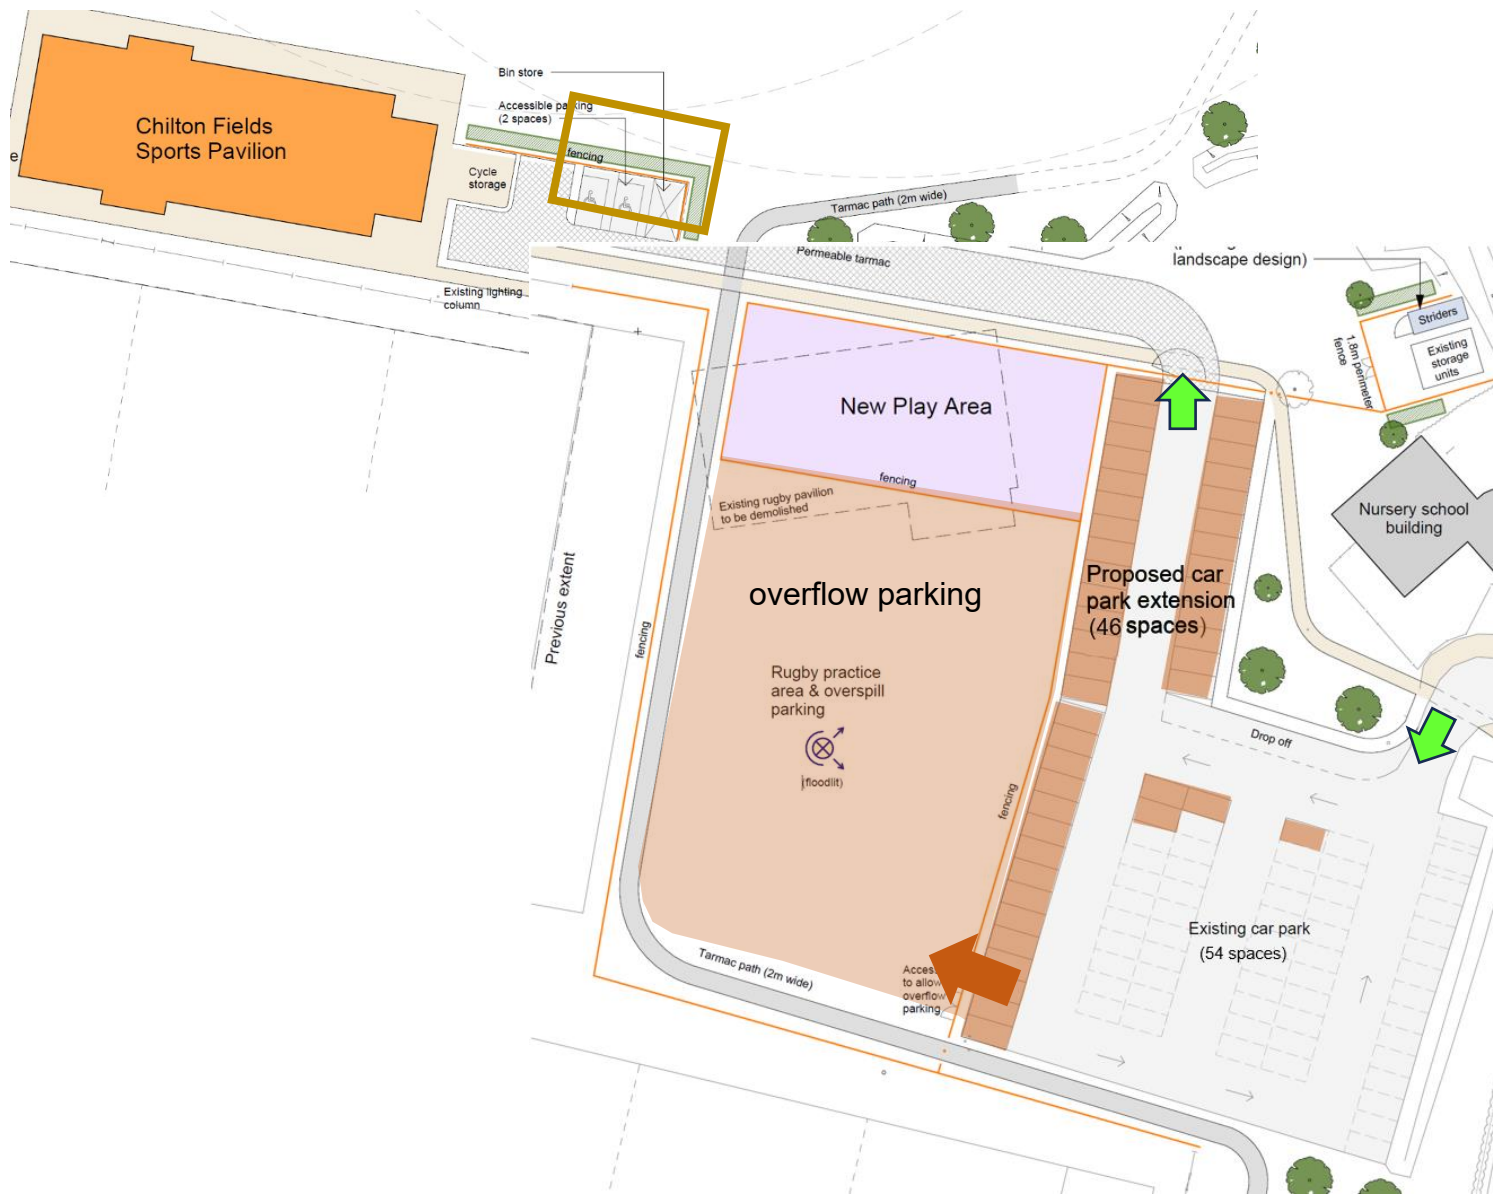 Bin store
Accessible parking
(2 spaces)
Chilton Fields
Sports Pavilion
e
fencing
Cycle
storage
Tarmac path (2m wide)
Permeable tarmac
landscape design)
Existing lighting
column
Striders
Existing
storage
units
1.8m perimeter
fence
New Play Area
fencing
Existing rugby pavilion
to be demolished
Nursery school
building
overflow parking
Proposed car
park extension
(46 spaces)
Previous extent
fencing
Rugby practice
area & overspill
parking
(floodlit)
Drop off
fencing
Existing car park
(54 spaces)
Tarmac path (2m wide)
to allow
overflow
parking